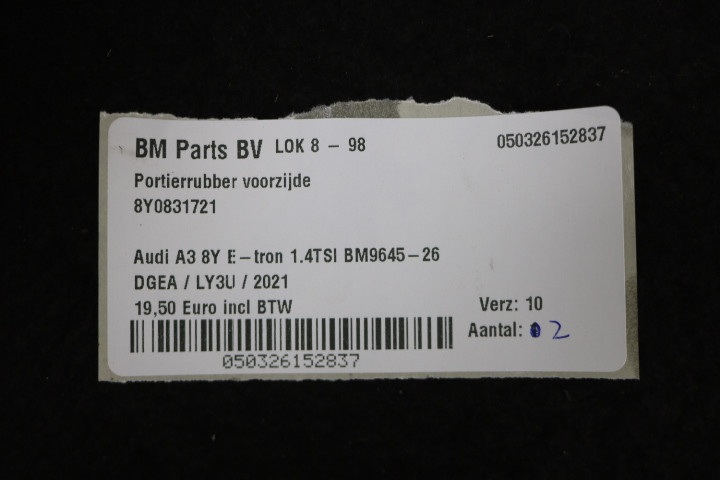 BM Parts BV LOK 8 - 98 050326152837
Portierrubber voorzijde
8Y0831721
Audi A3 8Y E-tron 1.4TSI BM9645-26
DGEA / LY3U / 2021
19,50 Euro incl BTW Verz: 10
Aantal: 2
050326152837